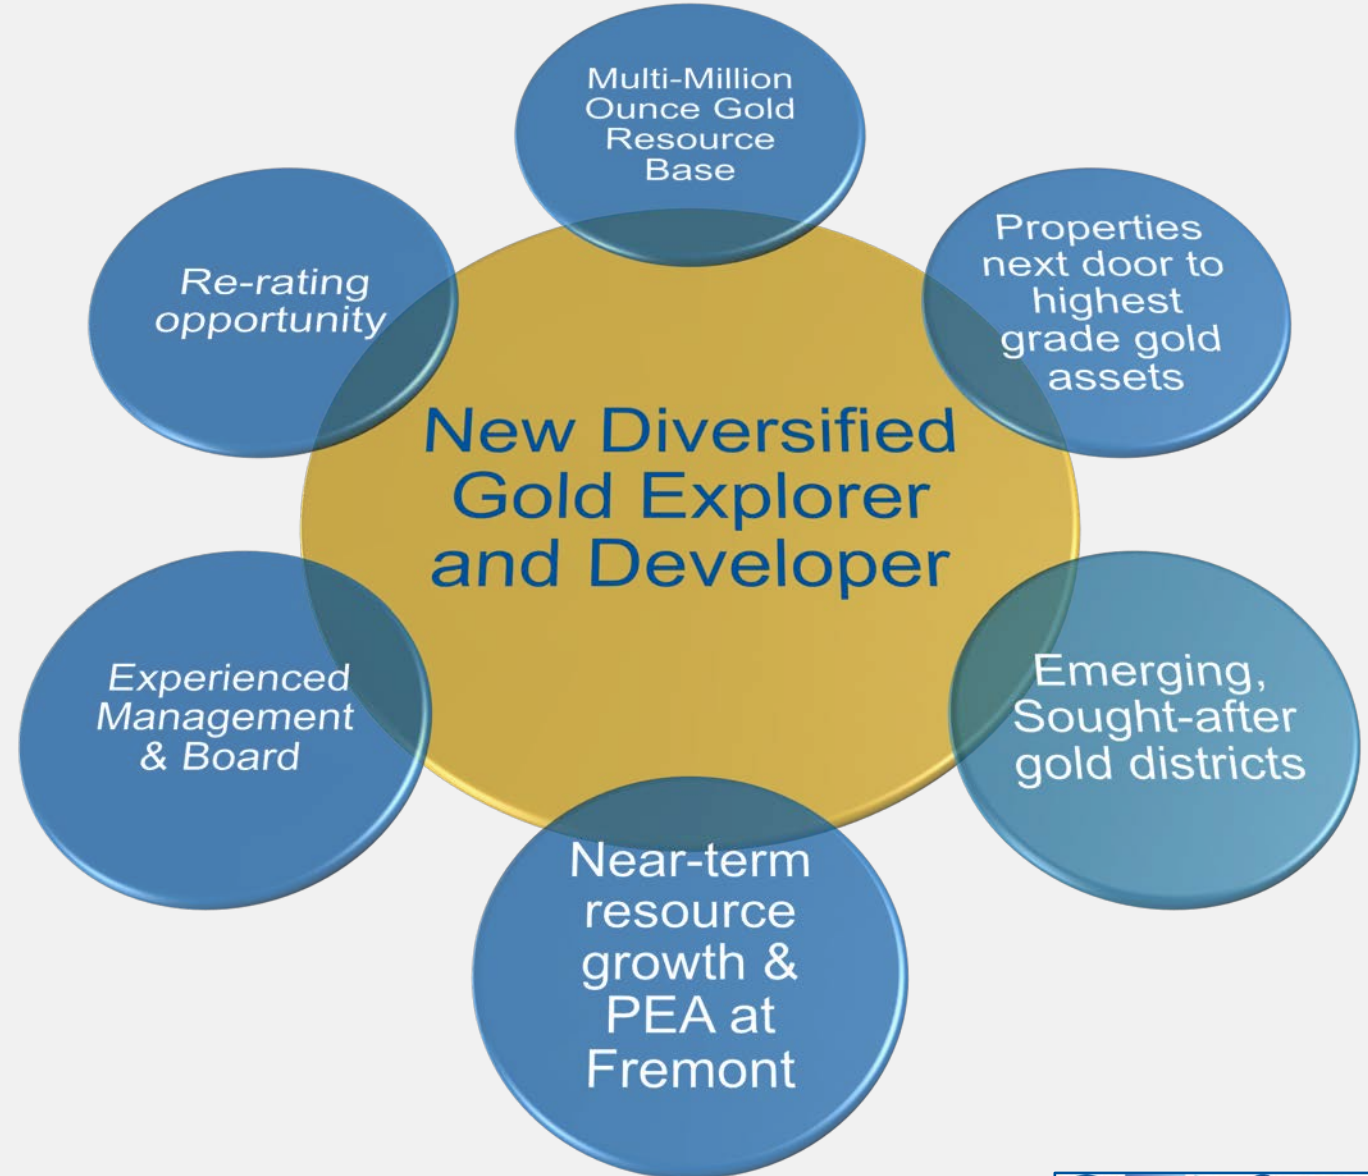 Multi-Million
Ounce Gold
Resource
Base
Properties
next door to
highest
grade gold
assets
Re-rating
opportunity
New Diversified
Gold Explorer
and Developer
Emerging,
Sought-after
gold districts
Experienced
Management
& Board
Near-term
resource
growth &
PEA at
Fremont